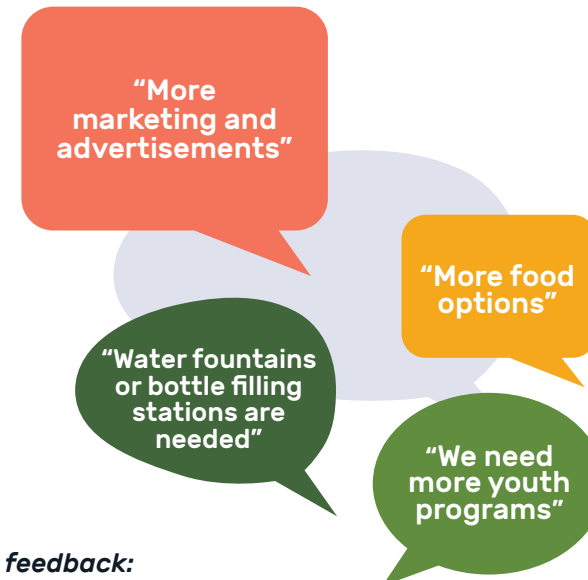 “More
marketing and
advertisements”
“More food
options”
“Water fountains
or bottle filling
stations are
needed”
“We need
more youth
programs”
feedback: